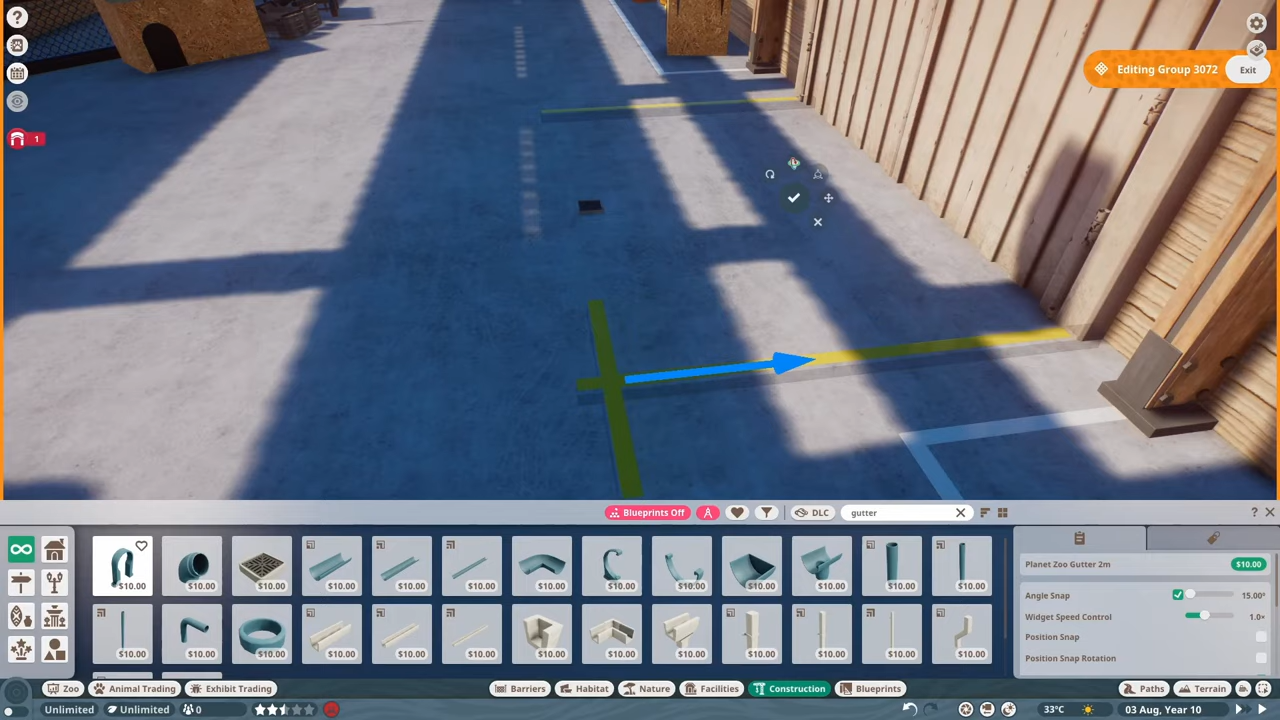 Editing Group 3072
Exit
1
Blueprints Off
DLC
gutter
$10.00 $10.00 $10.00 $10.00 $10.00 $10.00 $10.00 $10.00 $10.00 $10.00 $10.00 $10.00 $10.00
$10.00 $10.00 $10.00 $10.00 $10.00 $10.00 $10.00 $10.00 $10.00 $10.00 $10.00 $10.00 $10.00
Planet Zoo Gutter 2m
$10.00
Angle Snap
15.00°
Widget Speed Control
1.0×
Position Snap
Position Snap Rotation
Zoo Animal Trading Exhibit Trading Barriers Habitat Nature Facilities Construction Blueprints Paths Terrain
Unlimited Unlimited 0 33°C 03 Aug, Year 10